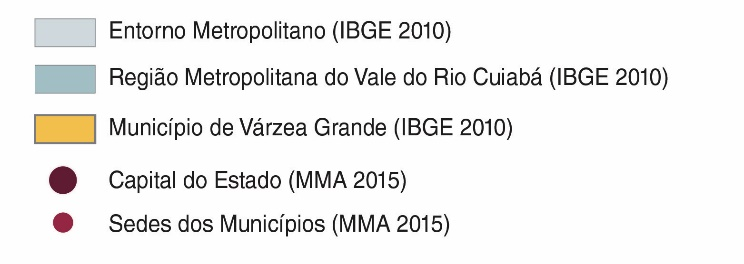 Entorno Metropolitano (IBGE 2010)
Região Metropolitana do Vale do Rio Cuiabá (IBGE 2010)
Município de Várzea Grande (IBGE 2010)
Capital do Estado (MMA 2015)
Sedes dos Municípios (MMA 2015)